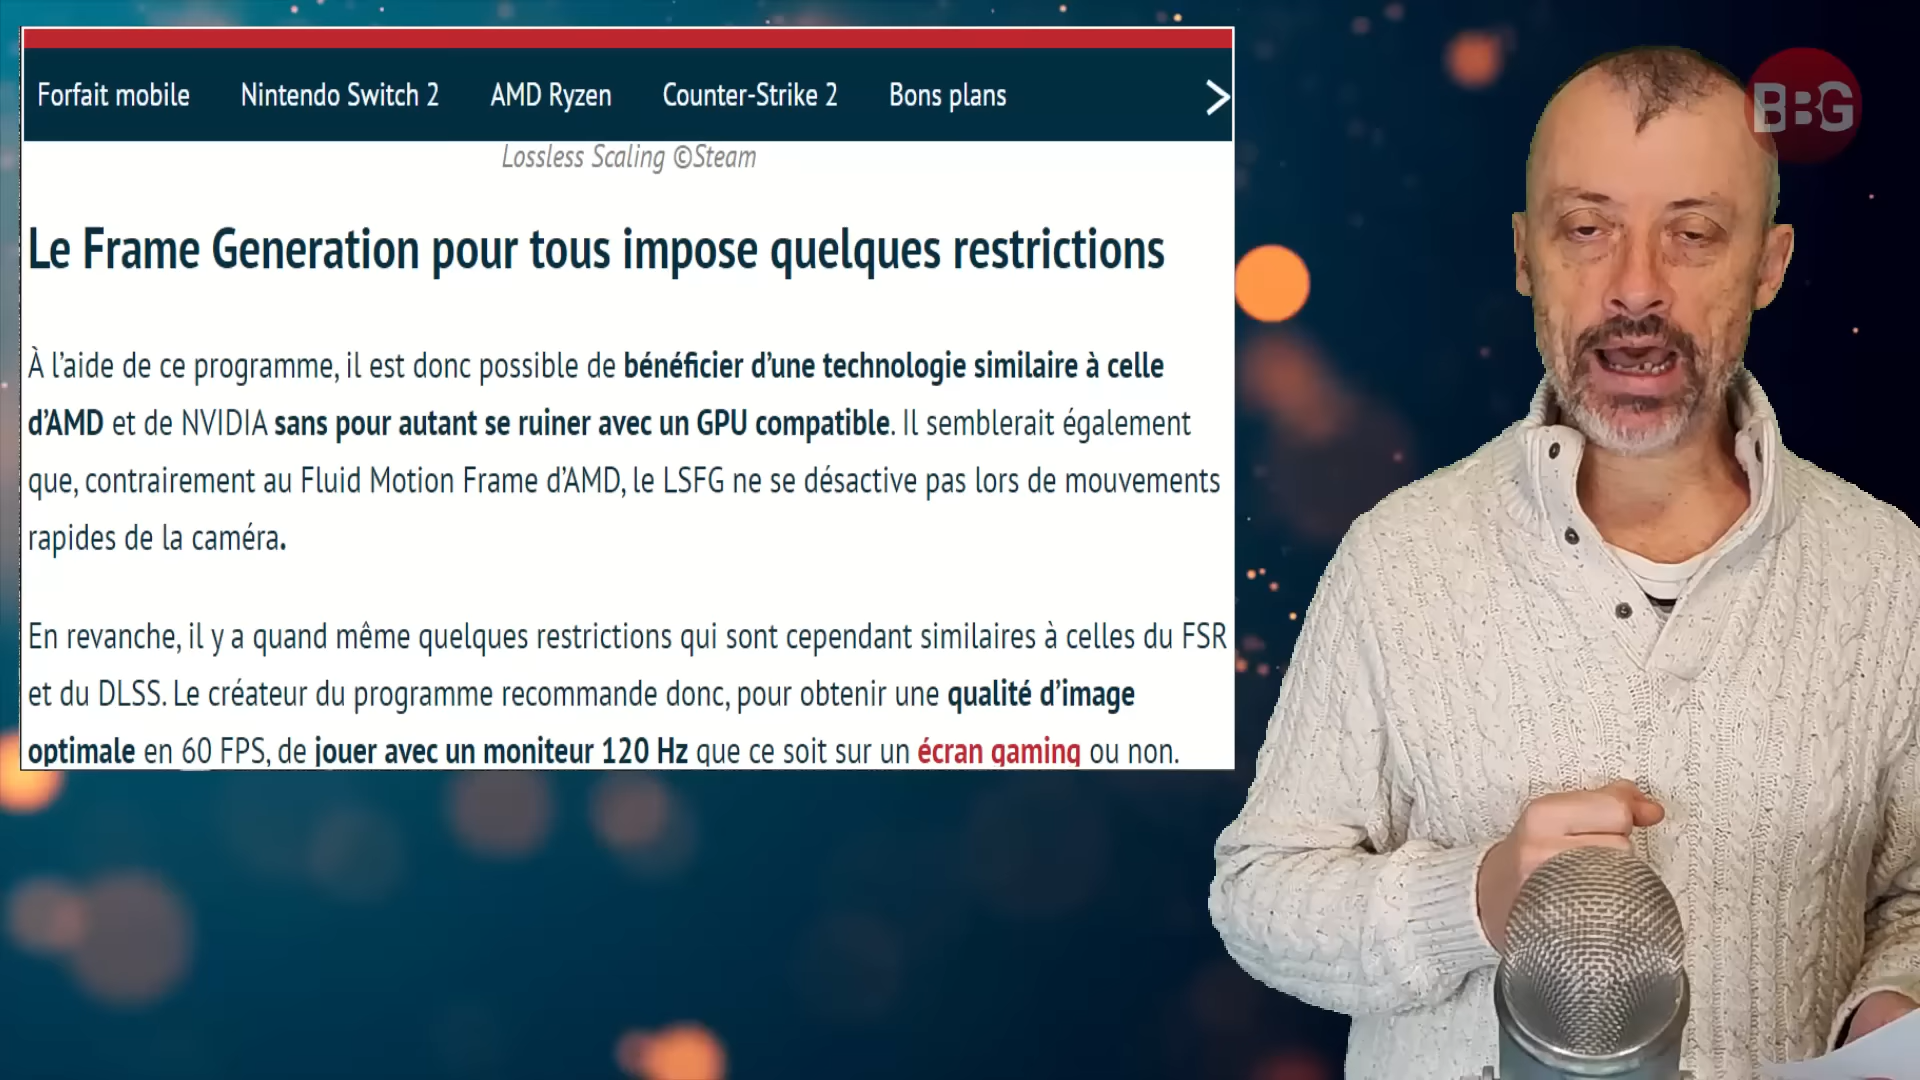 Forfait mobile Nintendo Switch 2 AMD Ryzen Counter-Strike 2 Bons plans
BBG
Lossless Scaling ©Steam
Le Frame Generation pour tous impose quelques restrictions
À l’aide de ce programme, il est donc possible de bénéficier d’une technologie similaire à celle
d’AMD et de NVIDIA sans pour autant se ruiner avec un GPU compatible. Il semblerait également
que, contrairement au Fluid Motion Frame d’AMD, le LSFG ne se désactive pas lors de mouvements
rapides de la caméra.
En revanche, il y a quand même quelques restrictions qui sont cependant similaires à celles du FSR
et du DLSS. Le créateur du programme recommande donc, pour obtenir une qualité d’image
optimale en 60 FPS, de jouer avec un moniteur 120 Hz que ce soit sur un écran gaming ou non.